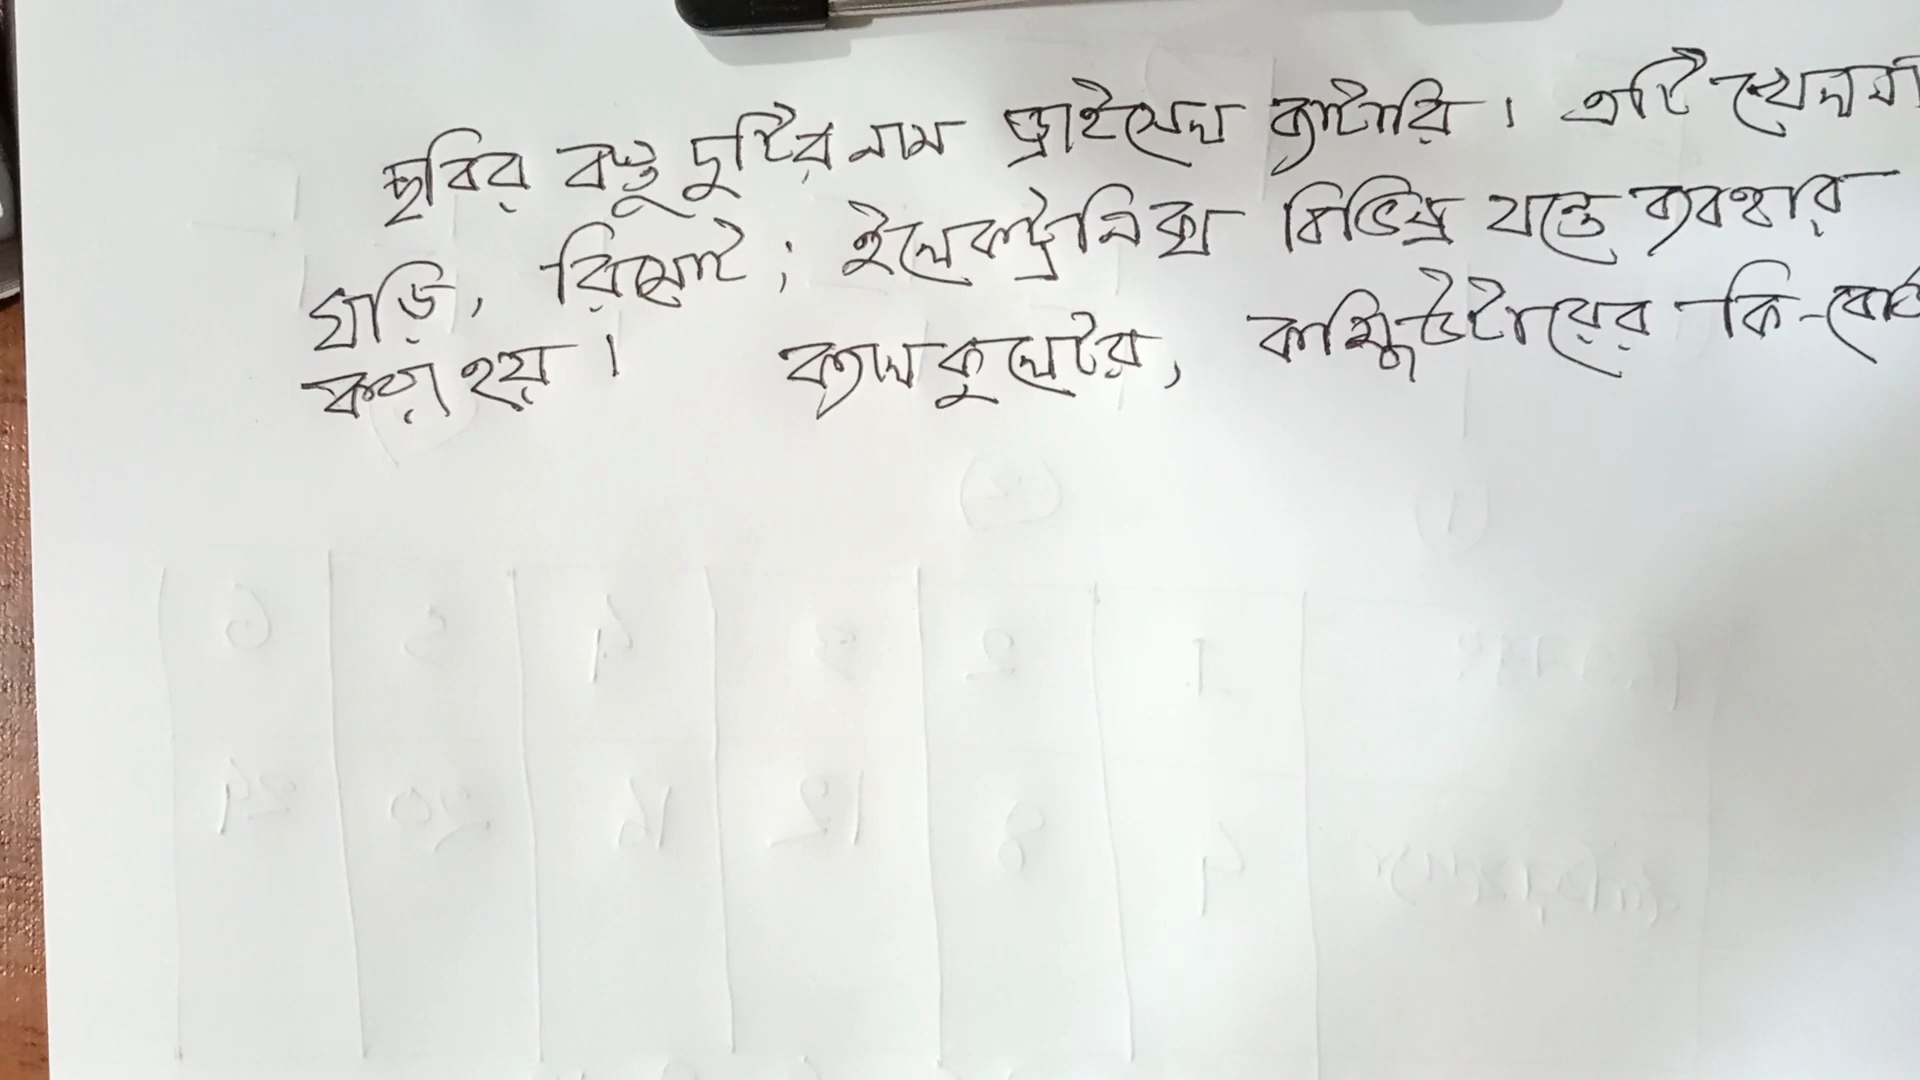 ছবির বস্তু দুটির নাম ড্রাইসেল ব্যাটারি। এটি খেলনা
গাড়ি, রিমোট; ইলেকট্রনিক্স বিভিন্ন যন্ত্রে ব্যবহার
করা হয়। ক্যালকুলেটর, কম্পিউটারের কি-বোর্ড